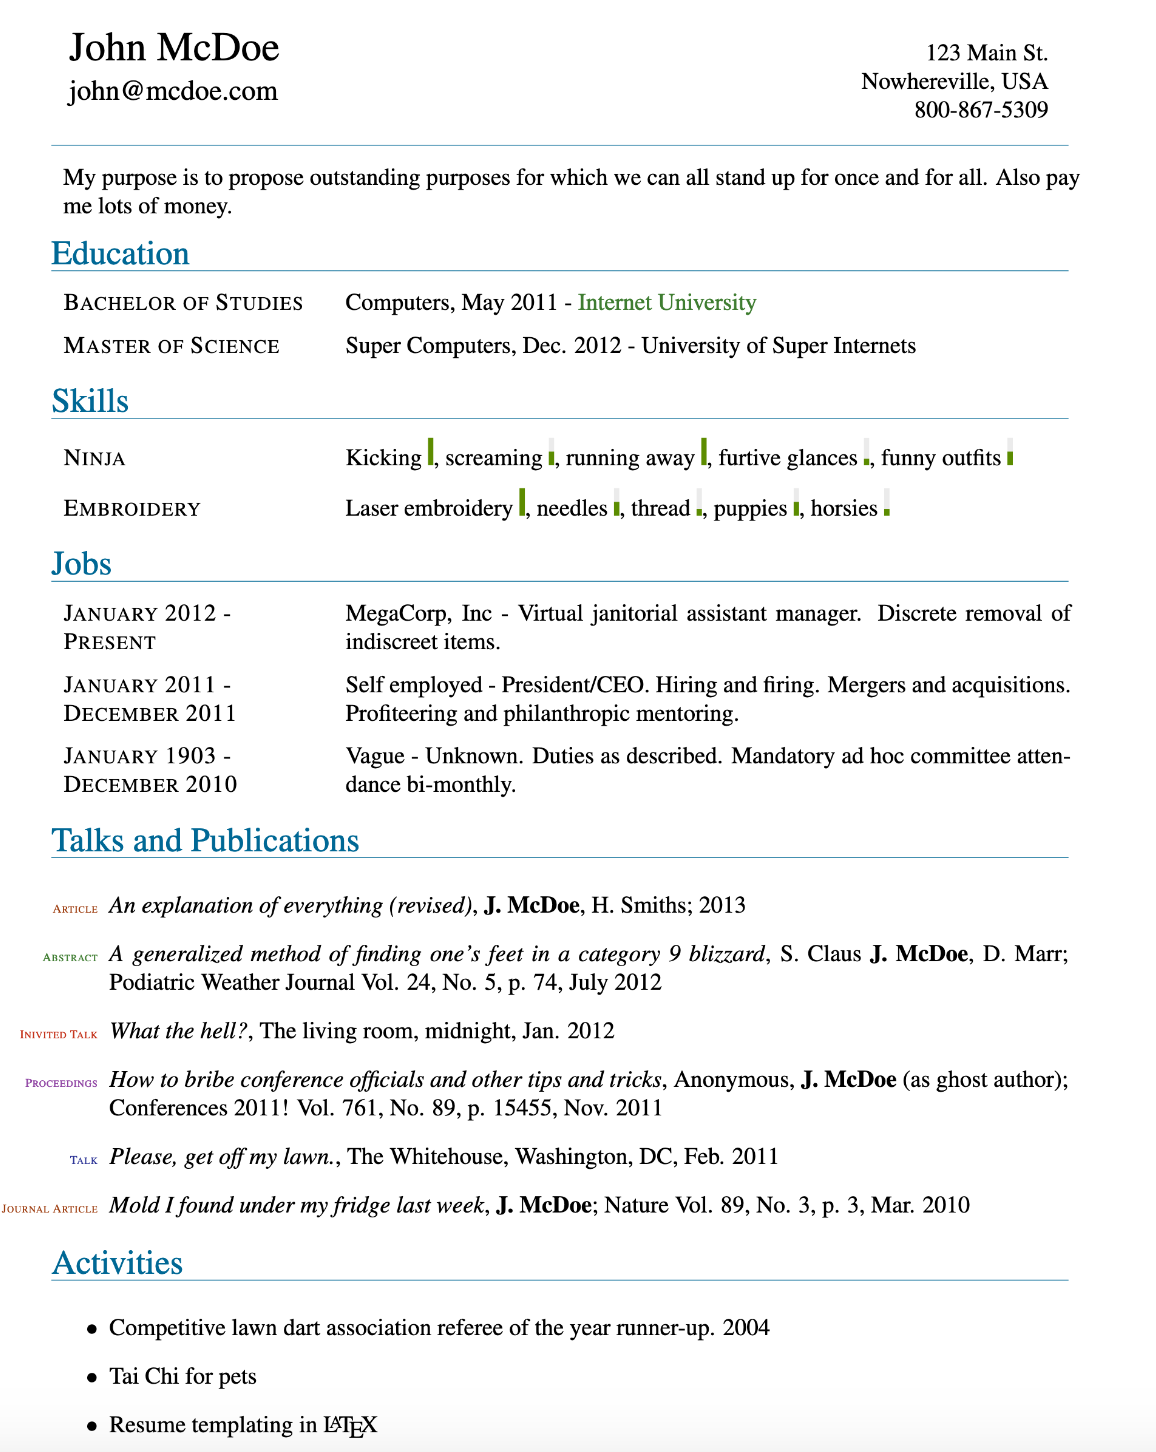 John McDoe
john@mcdoe.com
123 Main St.
Nowhereville, USA
800-867-5309
My purpose is to propose outstanding purposes for which we can all stand up for once and for all. Also pay
me lots of money.
Education
BACHELOR OF STUDIES Computers, May 2011 - Internet University
MASTER OF SCIENCE Super Computers, Dec. 2012 - University of Super Internets
Skills
NINJA Kicking , screaming , running away , furtive glances , funny outfits
EMBROIDERY Laser embroidery , needles , thread , puppies , horsies
Jobs
JANUARY 2012 -
PRESENT
MegaCorp, Inc - Virtual janitorial assistant manager. Discrete removal of
indiscreet items.
JANUARY 2011 -
DECEMBER 2011
Self employed - President/CEO. Hiring and firing. Mergers and acquisitions.
Profiteering and philanthropic mentoring.
JANUARY 1903 -
DECEMBER 2010
Vague - Unknown. Duties as described. Mandatory ad hoc committee atten-
dance bi-monthly.
Talks and Publications
ARTICLE An explanation of everything (revised), J. McDoe, H. Smiths; 2013
ABSTRACT A generalized method of finding one's feet in a category 9 blizzard, S. Claus J. McDoe, D. Marr;
Podiatric Weather Journal Vol. 24, No. 5, p. 74, July 2012
INIVITED TALK What the hell?, The living room, midnight, Jan. 2012
PROCEEDINGS How to bribe conference officials and other tips and tricks, Anonymous, J. McDoe (as ghost author);
Conferences 2011! Vol. 761, No. 89, p. 15455, Nov. 2011
TALK Please, get off my lawn., The Whitehouse, Washington, DC, Feb. 2011
JOURNAL ARTICLE Mold I found under my fridge last week, J. McDoe; Nature Vol. 89, No. 3, p. 3, Mar. 2010
Activities
• Competitive lawn dart association referee of the year runner-up. 2004
• Tai Chi for pets
• Resume templating in LATEX